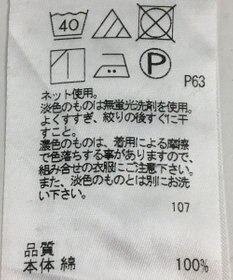 40
P
P63
ネット使用。
淡色のものは無蛍光洗剤を使用。
よくすすぎ、絞りの後すぐに干
すこと。
濃色のものは、着用による摩擦
で色落ちする事がありますので、
組み合せの衣服にご注意下さい。
また、淡色のものとは別にお洗
い下さい。
107
品質
本体 綿 100%